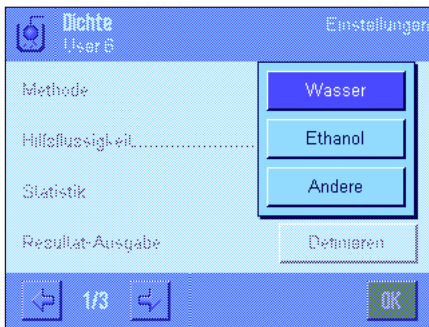 Dichte
User 6
Einstellungen
Methode
Wasser
Hilfsflüssigkeit
Ethanol
Statistik
Andere
Resultat-Ausgabe
Definieren
1/3
OK